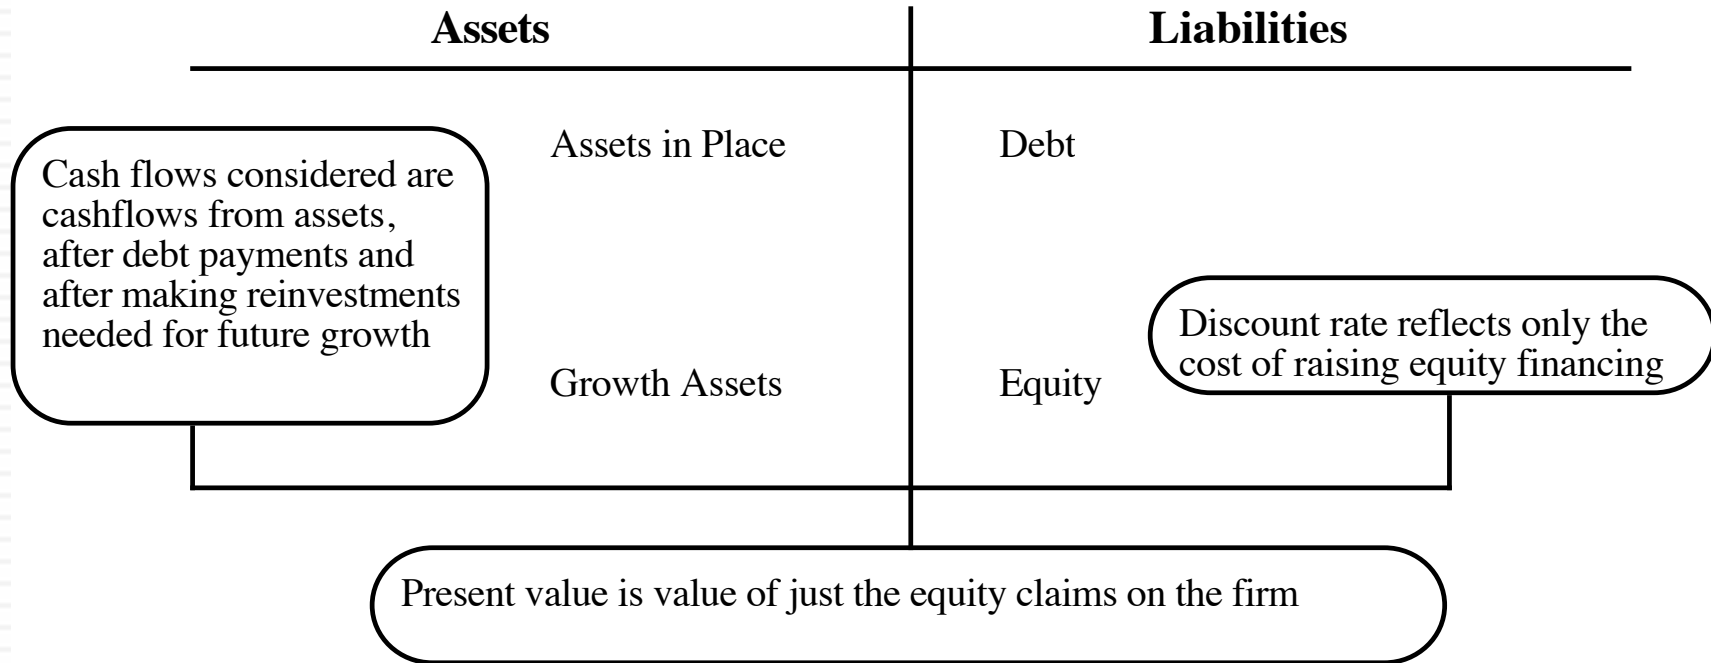 Assets
Liabilities
Assets in Place
Debt
Cash flows considered are
cashflows from assets,
after debt payments and
after making reinvestments
needed for future growth
Discount rate reflects only the
cost of raising equity financing
Growth Assets
Equity
Present value is value of just the equity claims on the firm